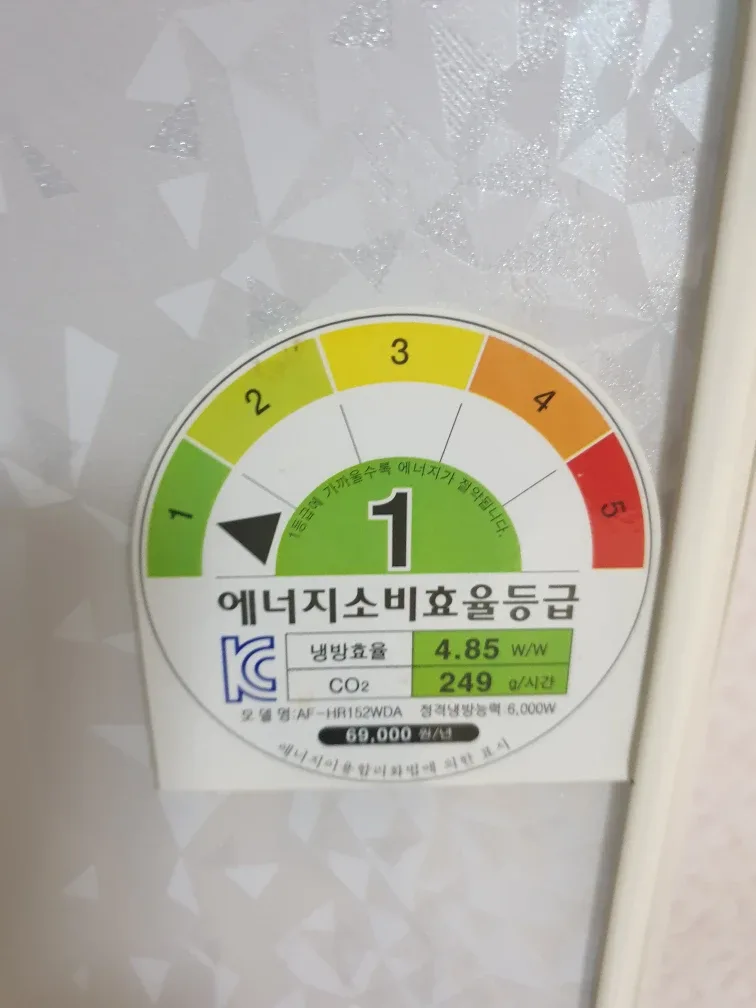 1
2
3
4
5
1등급에 가까울수록 에너지가 절약됩니다.
1
에너지소비효율등급
KC
냉방효율 4.85 W/W
CO2 249 g/시간
모델명:AF-HR152WDA 정격냉방능력 6,000W
69,000 원/년
에너지이용합리화법에 의한 표시